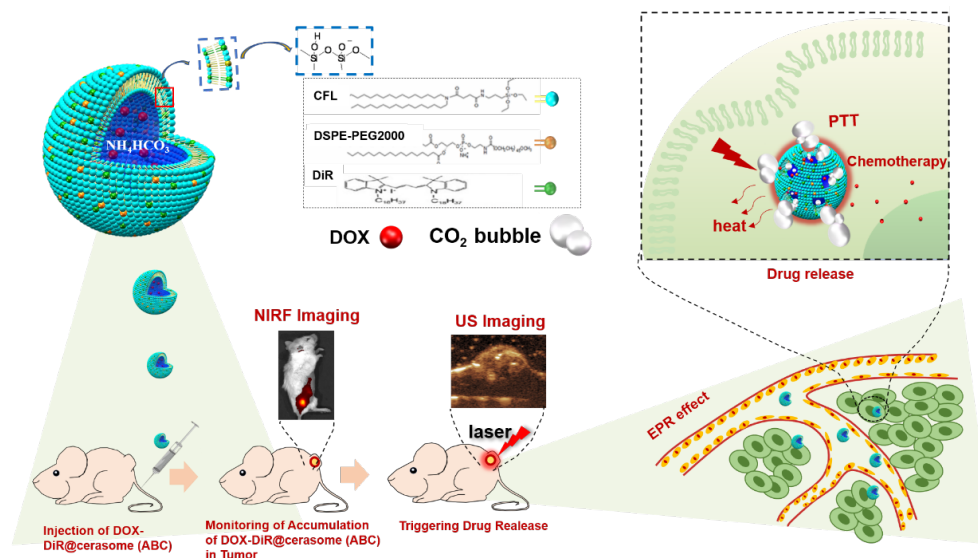 H
O
O
O
−
Si
Si
CFL
DSPE-PEG2000
DiR
NH₄HCO₃
DOX
CO₂ bubble
PTT
Chemotherapy
heat
Drug release
NIRF Imaging
US Imaging
laser
EPR effect
Injection of DOX-
DiR@cerasome (ABC)
Monitoring of Accumulation
of DOX-DiR@cerasome (ABC)
in Tumor
Triggering Drug Realease